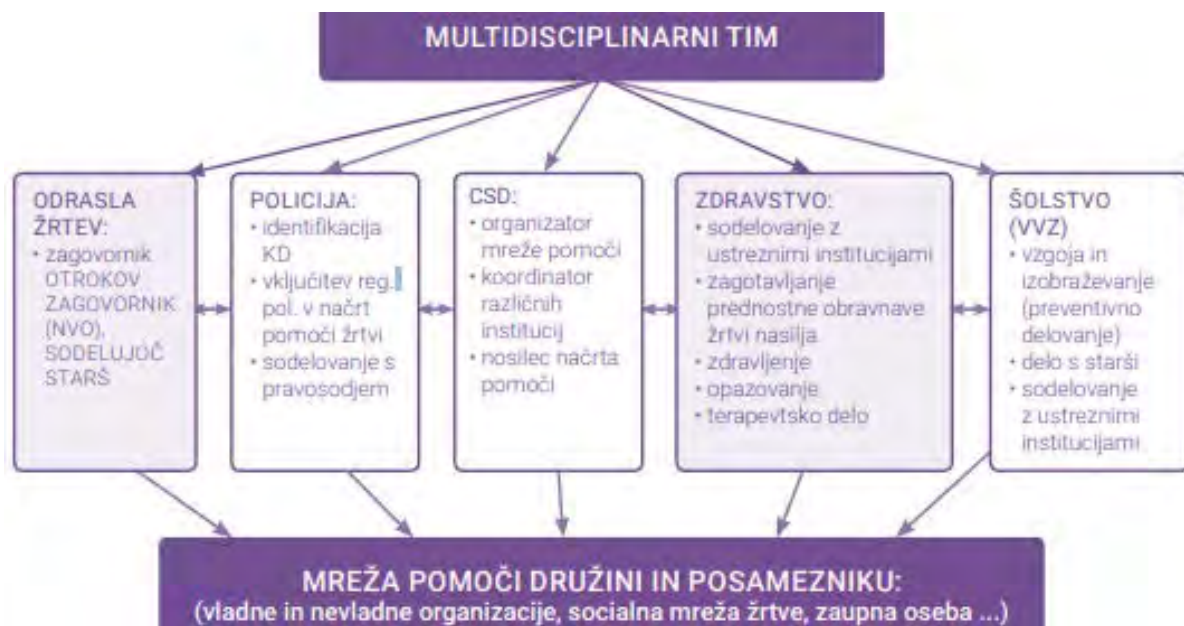 MULTIDISCIPLINARNI TIM
ODRASLA
ŽRTEV:
• zagovornik
OTROKOV
ZAGOVORNIK
(NVO),
SODELUJOČ
STARŠ
POLICIJA:
• identifikacija
KD
• vključitev reg.
pol. v načrt
pomoči žrtvi
• sodelovanje s
pravosodjem
CSD:
• organizator
mreže pomoči
• koordinator
različnih
institucij
• nosilec načrta
pomoči
ZDRAVSTVO:
• sodelovanje z
ustreznimi institucijami
• zagotavljanje
prednostne obravnave
žrtvi nasilja
• zdravljenje
• opazovanje
• terapevtsko delo
ŠOLSTVO
(VVZ)
• vzgoja in
izobraževanje
(preventivno
delovanje)
• delo s starši
• sodelovanje
z ustreznimi
institucijami
MREŽA POMOČI DRUŽINI IN POSAMEZNIKU:
(vladne in nevladne organizacije, socialna mreža žrtve, zaupna oseba ...)